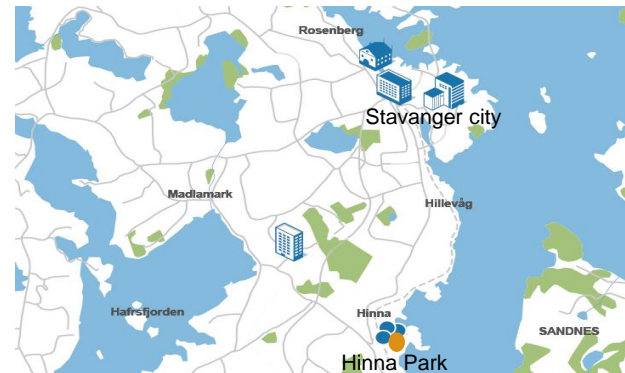 Rosenberg
Stavanger city
Madlamark
Hillevåg
Hafrsfjorden
Hinna
SANDNES
Hinna Park